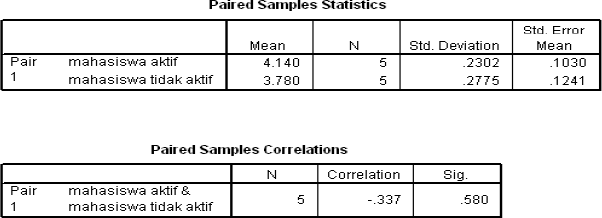 Paired Samples Statistics
Mean N Std. Deviation Std. Error Mean
Pair 1 mahasiswa aktif 4.140 5 .2302 .1030
mahasiswa tidak aktif 3.780 5 .2775 .1241
Paired Samples Correlations
N Correlation Sig.
Pair 1 mahasiswa aktif & mahasiswa tidak aktif 5 -.337 .580